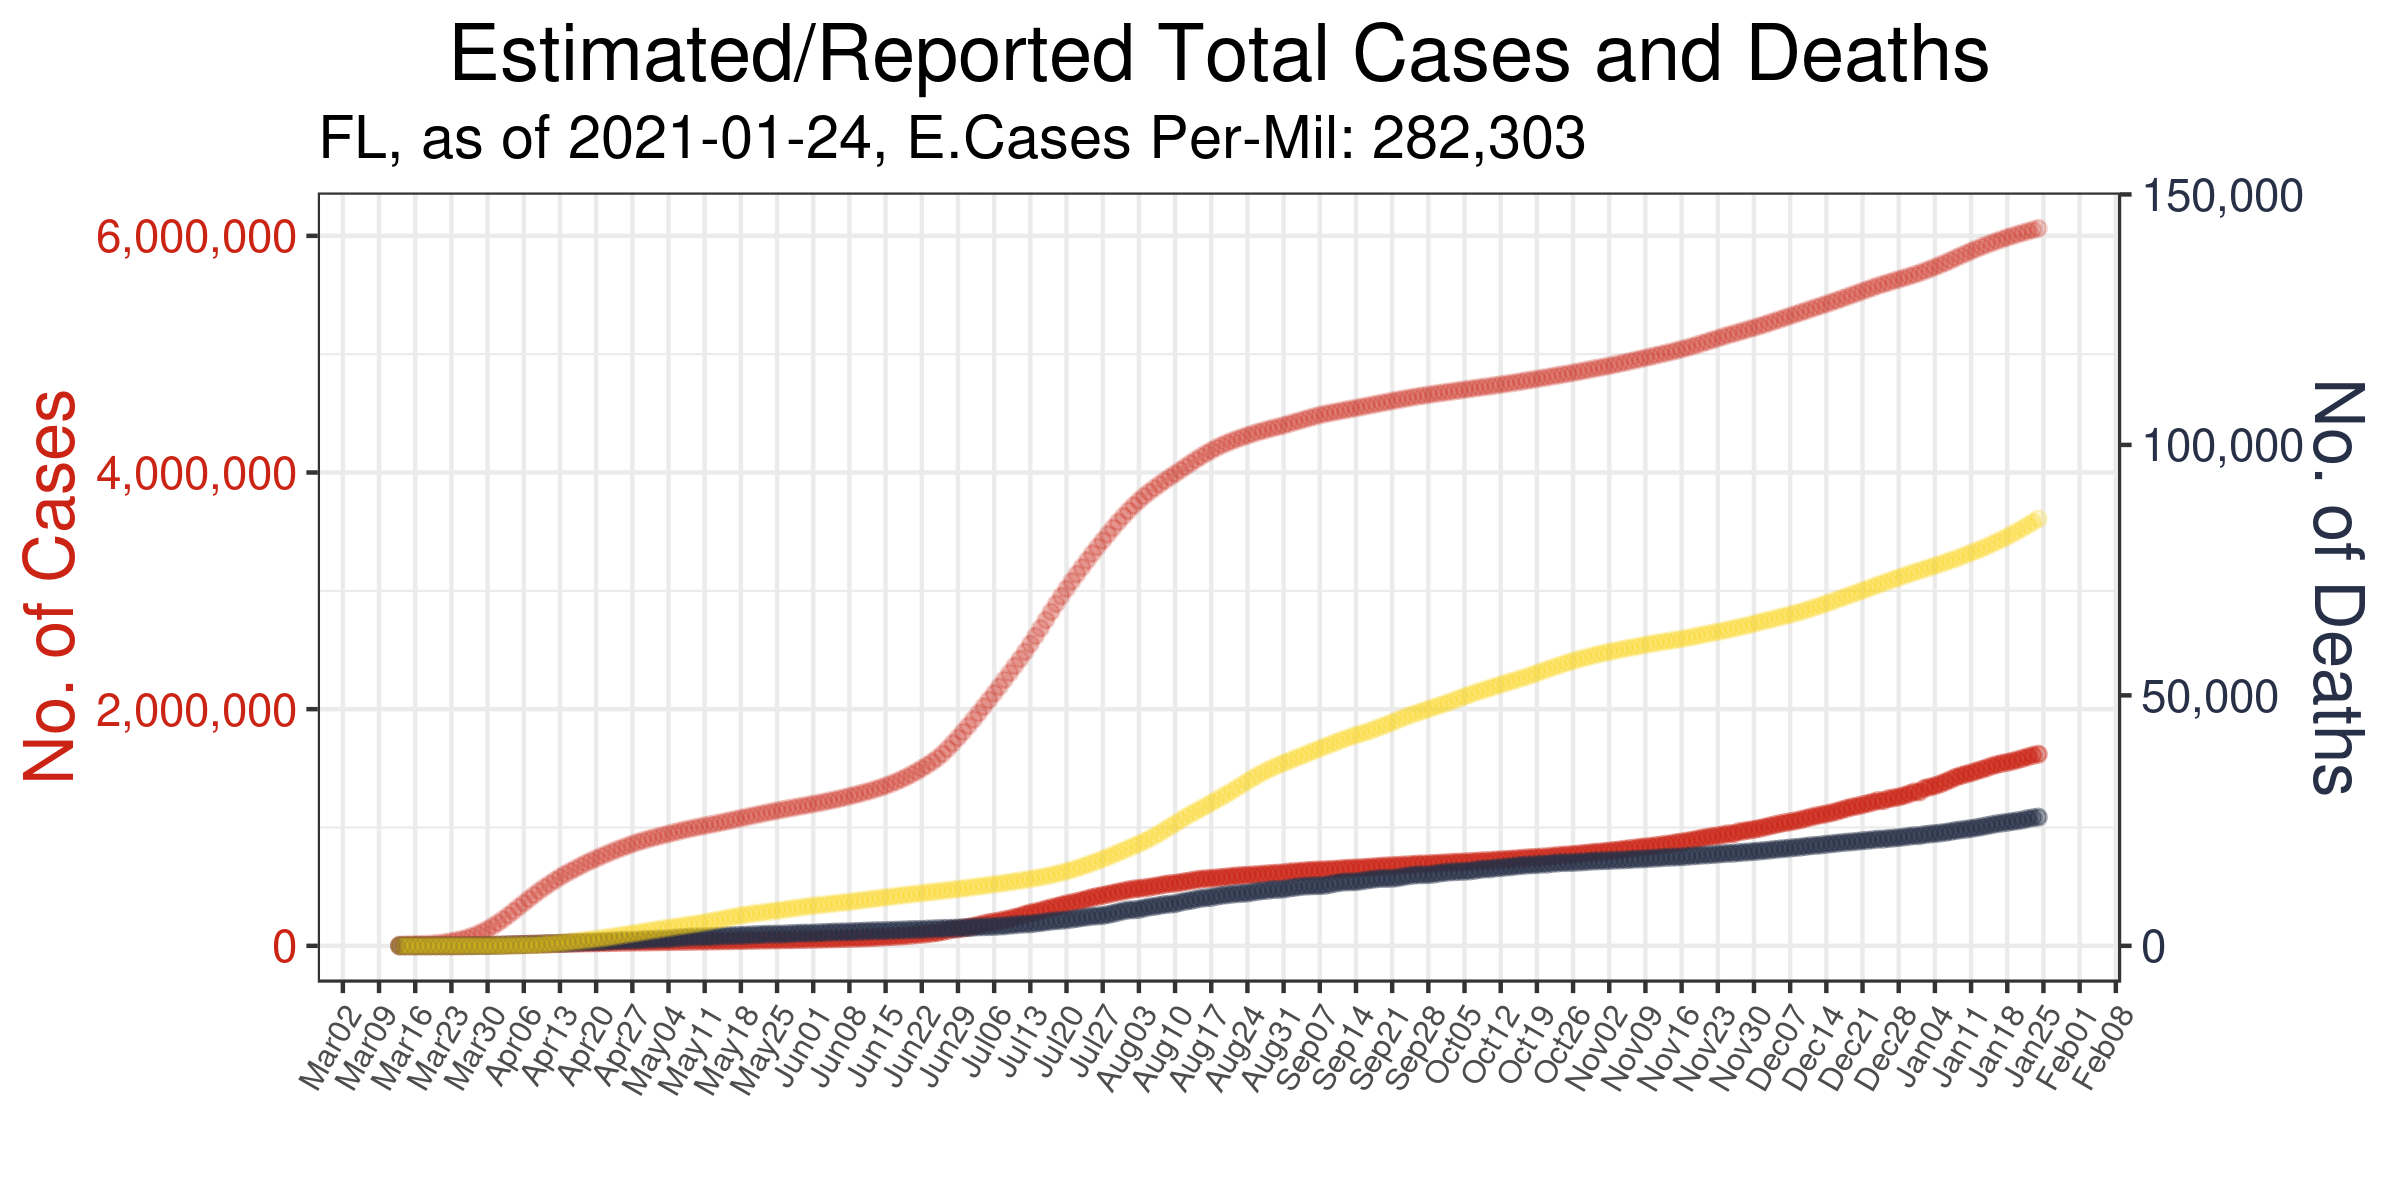 Estimated/Reported Total Cases and Deaths
FL, as of 2021-01-24, E.Cases Per-Mil: 282,303
No. of Cases
6,000,000
4,000,000
2,000,000
0
150,000
100,000
50,000
0
No. of Deaths
Mar02
Mar09
Mar16
Mar23
Mar30
Apr06
Apr13
Apr20
Apr27
May04
May11
May18
May25
Jun01
Jun08
Jun15
Jun22
Jun29
Jul06
Jul13
Jul20
Jul27
Aug03
Aug10
Aug17
Aug24
Aug31
Sep07
Sep14
Sep21
Sep28
Oct05
Oct12
Oct19
Oct26
Nov02
Nov09
Nov16
Nov23
Nov30
Dec07
Dec14
Dec21
Dec28
Jan04
Jan11
Jan18
Jan25
Feb01
Feb08